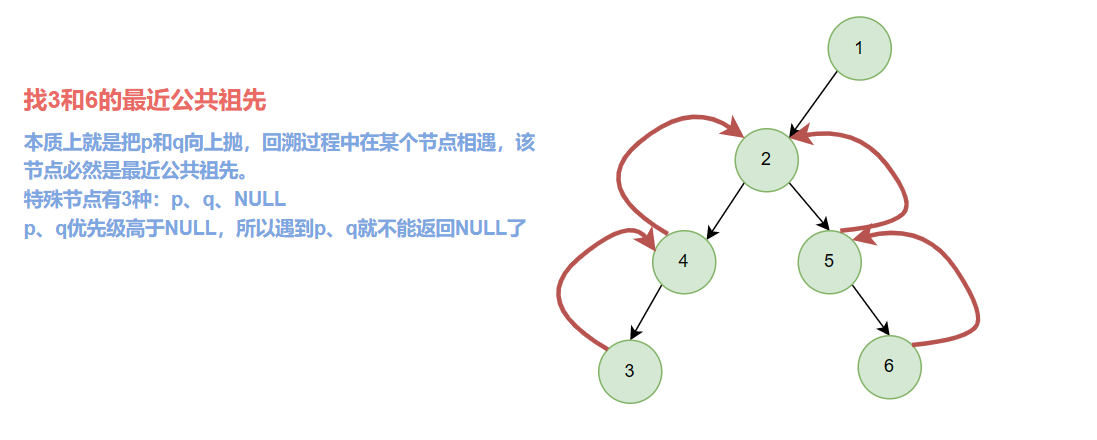 找3和6的最近公共祖先
本质上就是把p和q向上抛，回溯过程中在某个节点相遇，该
节点必然是最近公共祖先。
特殊节点有3种：p、q、NULL
p、q优先级高于NULL，所以遇到p、q就不能返回NULL了
1
2
4
5
3
6